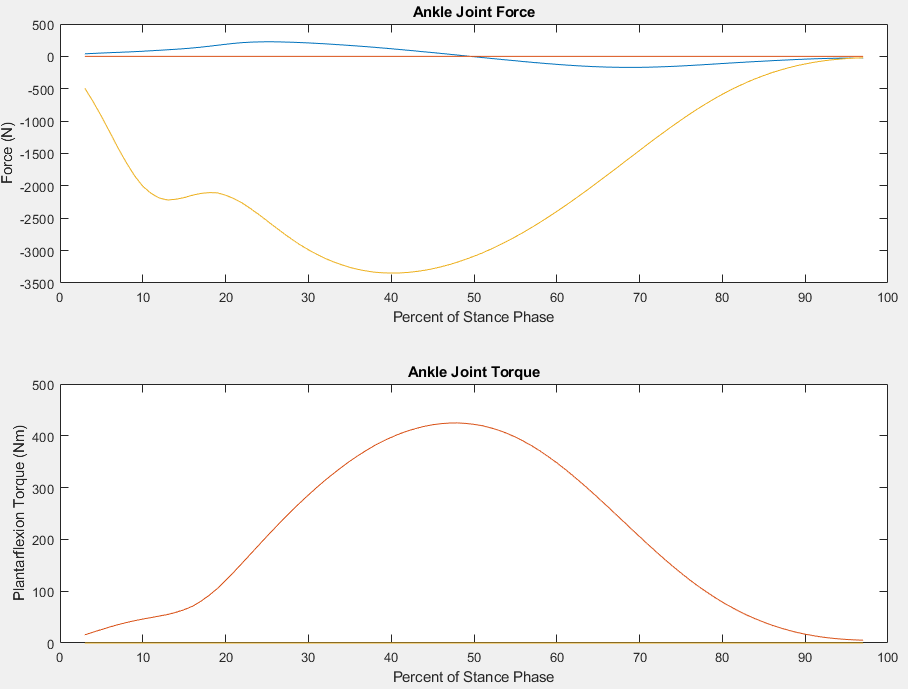 Ankle Joint Force
500
0
-500
-1000
-1500
-2000
-2500
-3000
-3500
Force (N)
0 10 20 30 40 50 60 70 80 90 100
Percent of Stance Phase
Ankle Joint Torque
500
400
300
200
100
0
Plantarflexion Torque (Nm)
0 10 20 30 40 50 60 70 80 90 100
Percent of Stance Phase